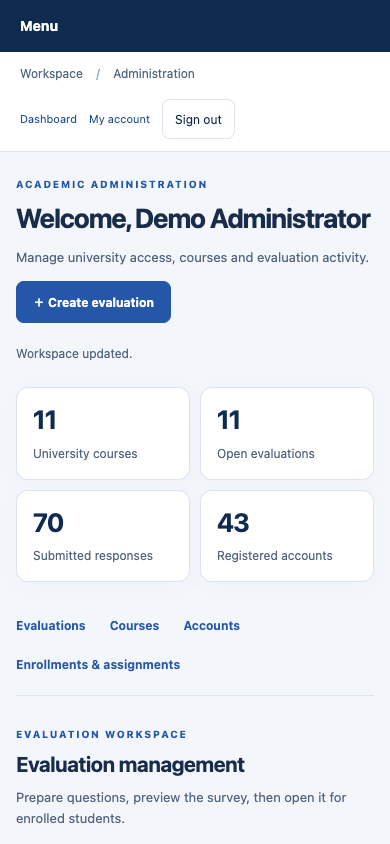 Menu
Workspace / Administration
Dashboard My account Sign out
ACADEMIC ADMINISTRATION
Welcome, Demo Administrator
Manage university access, courses and evaluation activity.
+ Create evaluation
Workspace updated.
11
University courses
11
Open evaluations
70
Submitted responses
43
Registered accounts
Evaluations Courses Accounts
Enrollments & assignments
EVALUATION WORKSPACE
Evaluation management
Prepare questions, preview the survey, then open it for
enrolled students.